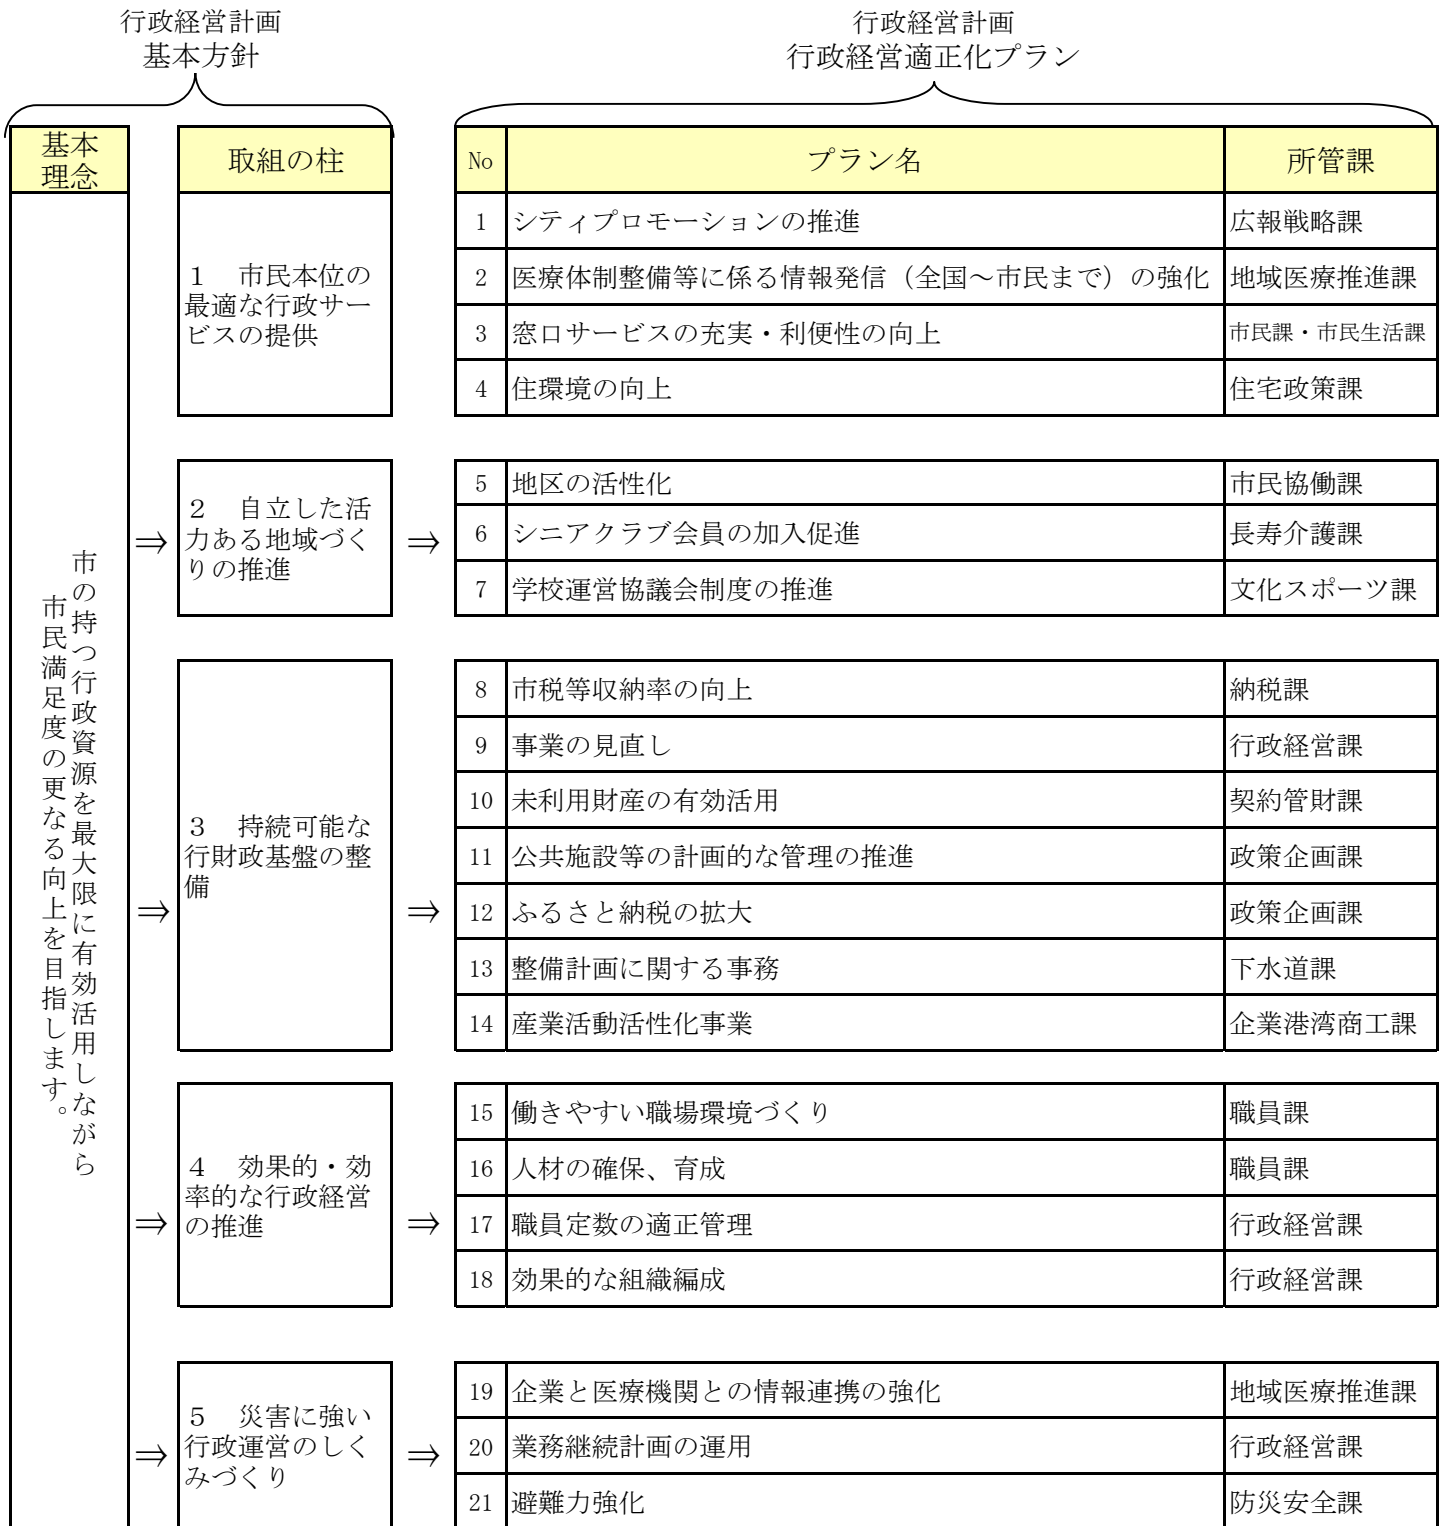 行政経営計画
基本方針
行政経営計画
行政経営適正化プラン
基本
理念
取組の柱
No
プラン名
所管課
市の持つ行政資源を最大限に有効活用しながら
市民満足度の更なる向上を目指します。
１　市民本位の
最適な行政サー
ビスの提供
1 シティプロモーションの推進 広報戦略課
2 医療体制整備等に係る情報発信（全国～市民まで）の強化 地域医療推進課
3 窓口サービスの充実・利便性の向上 市民課・市民生活課
4 住環境の向上 住宅政策課
⇒
２　自立した活
力ある地域づく
りの推進
⇒
5 地区の活性化 市民協働課
6 シニアクラブ会員の加入促進 長寿介護課
7 学校運営協議会制度の推進 文化スポーツ課
⇒
３　持続可能な
行財政基盤の整
備
⇒
8 市税等収納率の向上 納税課
9 事業の見直し 行政経営課
10 未利用財産の有効活用 契約管財課
11 公共施設等の計画的な管理の推進 政策企画課
12 ふるさと納税の拡大 政策企画課
13 整備計画に関する事務 下水道課
14 産業活動活性化事業 企業港湾商工課
⇒
４　効果的・効
率的な行政経営
の推進
⇒
15 働きやすい職場環境づくり 職員課
16 人材の確保、育成 職員課
17 職員定数の適正管理 行政経営課
18 効果的な組織編成 行政経営課
⇒
５　災害に強い
行政運営のしく
みづくり
⇒
19 企業と医療機関との情報連携の強化 地域医療推進課
20 業務継続計画の運用 行政経営課
21 避難力強化 防災安全課